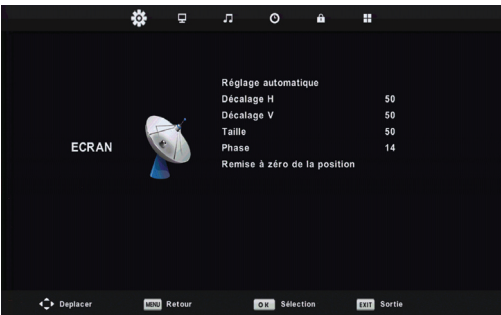 Réglage automatique
Décalage H 50
Décalage V 50
Taille 50
Phase 14
Remise à zéro de la position
ECRAN
Deplacer MENU Retour OK Sélection EXIT Sortie